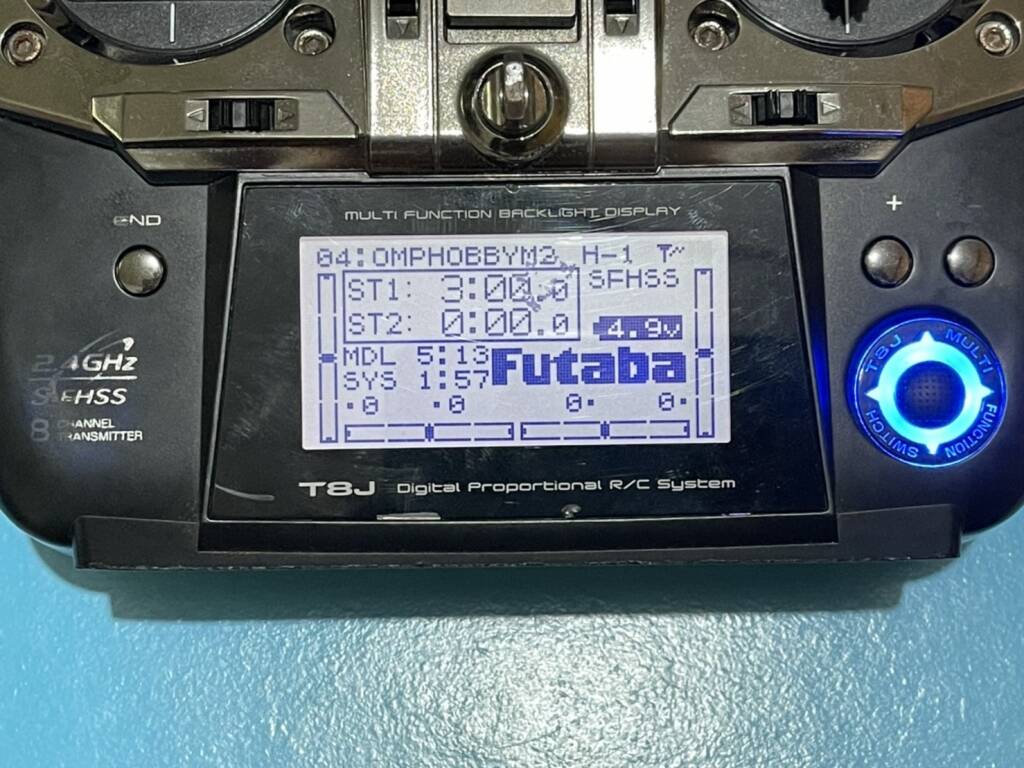 MULTI FUNCTION BACKLIGHT DISPLAY
END
+
04:OMPHOBBYM2 H-1
ST1: 3:00.0 SFHSS
ST2: 0:00.0 4.9v
MDL 5:13 Futaba
SYS 1:57
·0 ·0 0· 0·
2.4GHz
S-FHSS
8 CHANNEL
TRANSMITTER
T8J MULTI FUNCTION SWITCH
T8J Digital Proportional R/C System